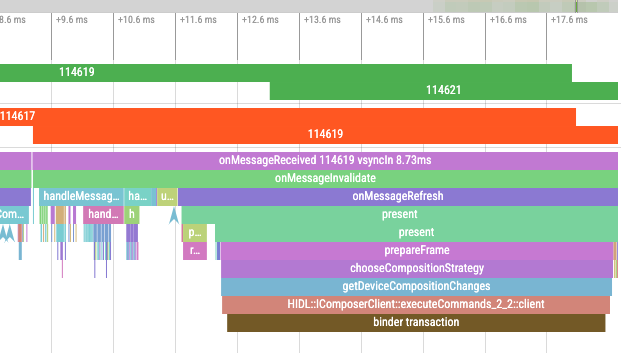 8.6 ms +9.6 ms +10.6 ms +11.6 ms +12.6 ms +13.6 ms +14.6 ms +15.6 ms +16.6 ms +17.6 ms
114619
114621
114617
114619
onMessageReceived 114619 vsyncIn 8.73ms
onMessageInvalidate
handleMessag... ha... u... onMessageRefresh
Com... hand... h present
p... present
r... prepareFrame
chooseCompositionStrategy
getDeviceCompositionChanges
HIDL::IComposerClient::executeCommands_2_2::client
binder transaction